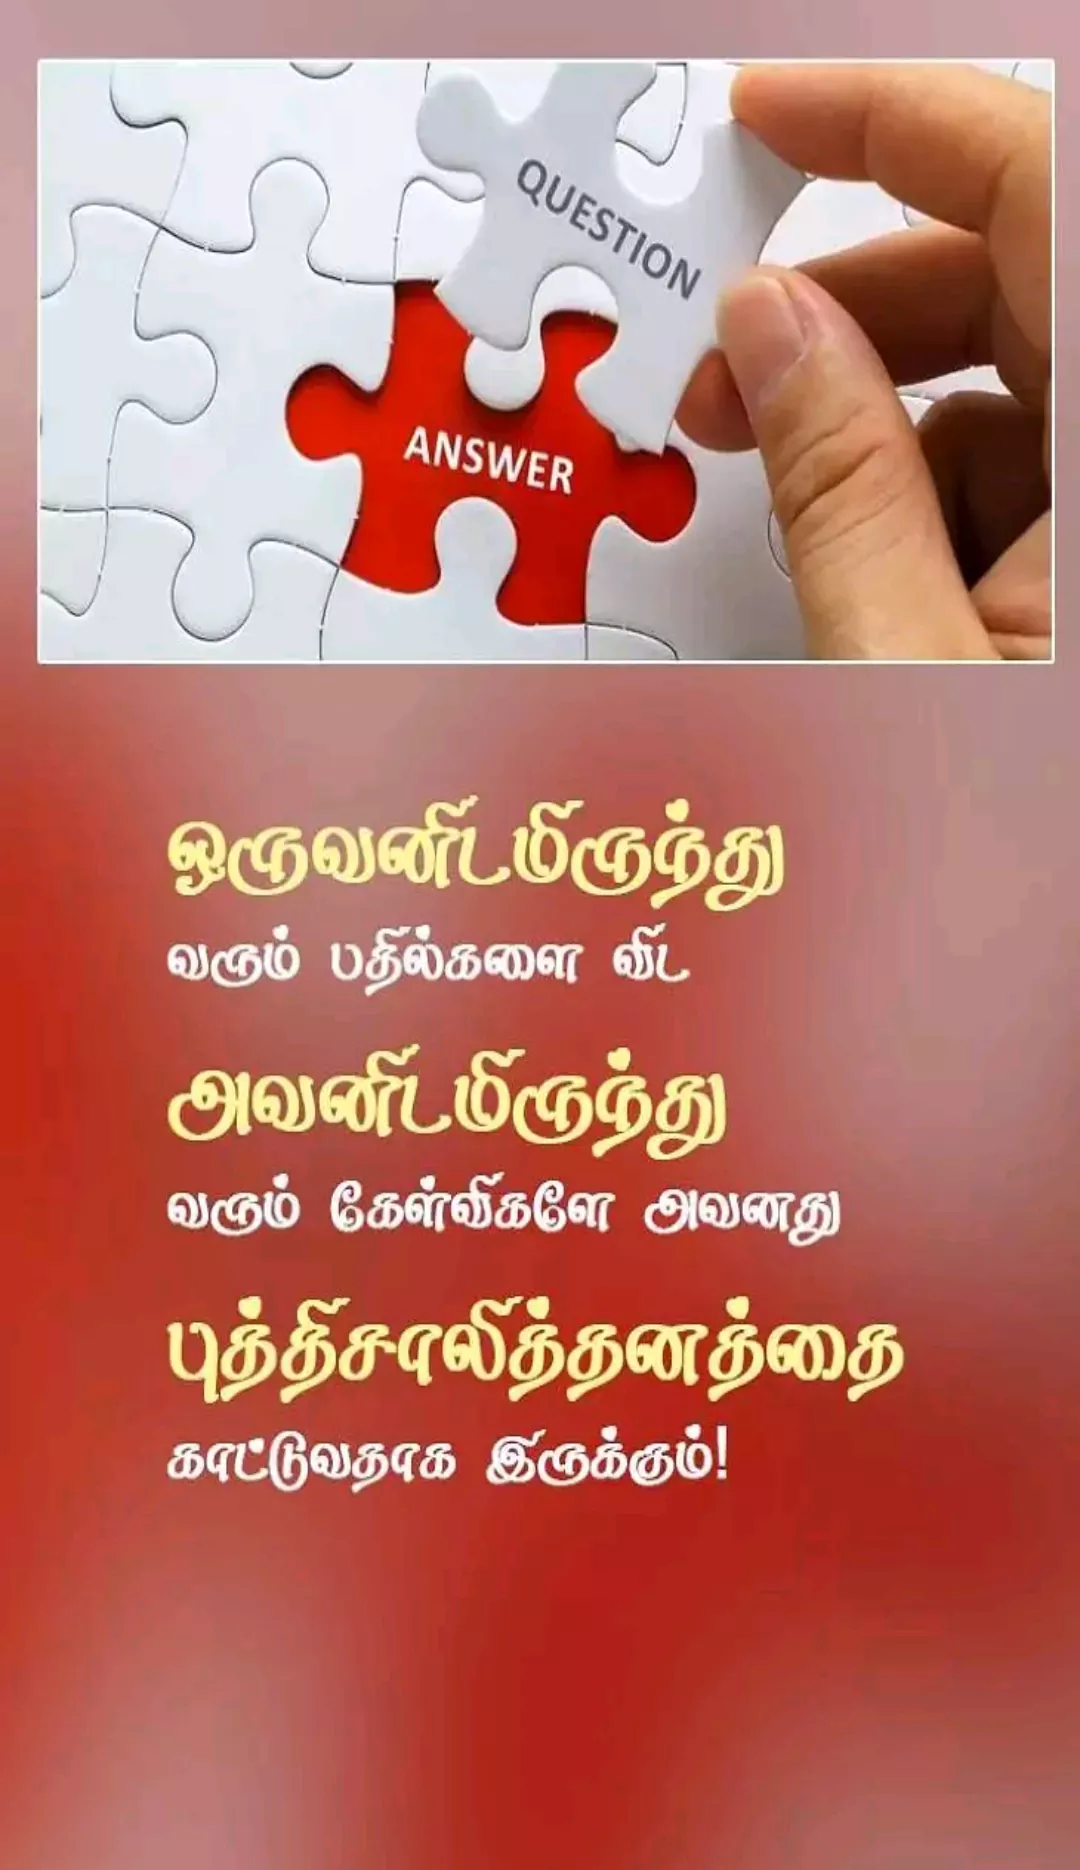 QUESTION
ANSWER
ஒருவனிடமிருந்து
வரும் பதில்களை விட
அவனிடமிருந்து
வரும் கேள்விகளே அவனது
புத்திசாலித்தனத்தை
காட்டுவதாக இருக்கும்!